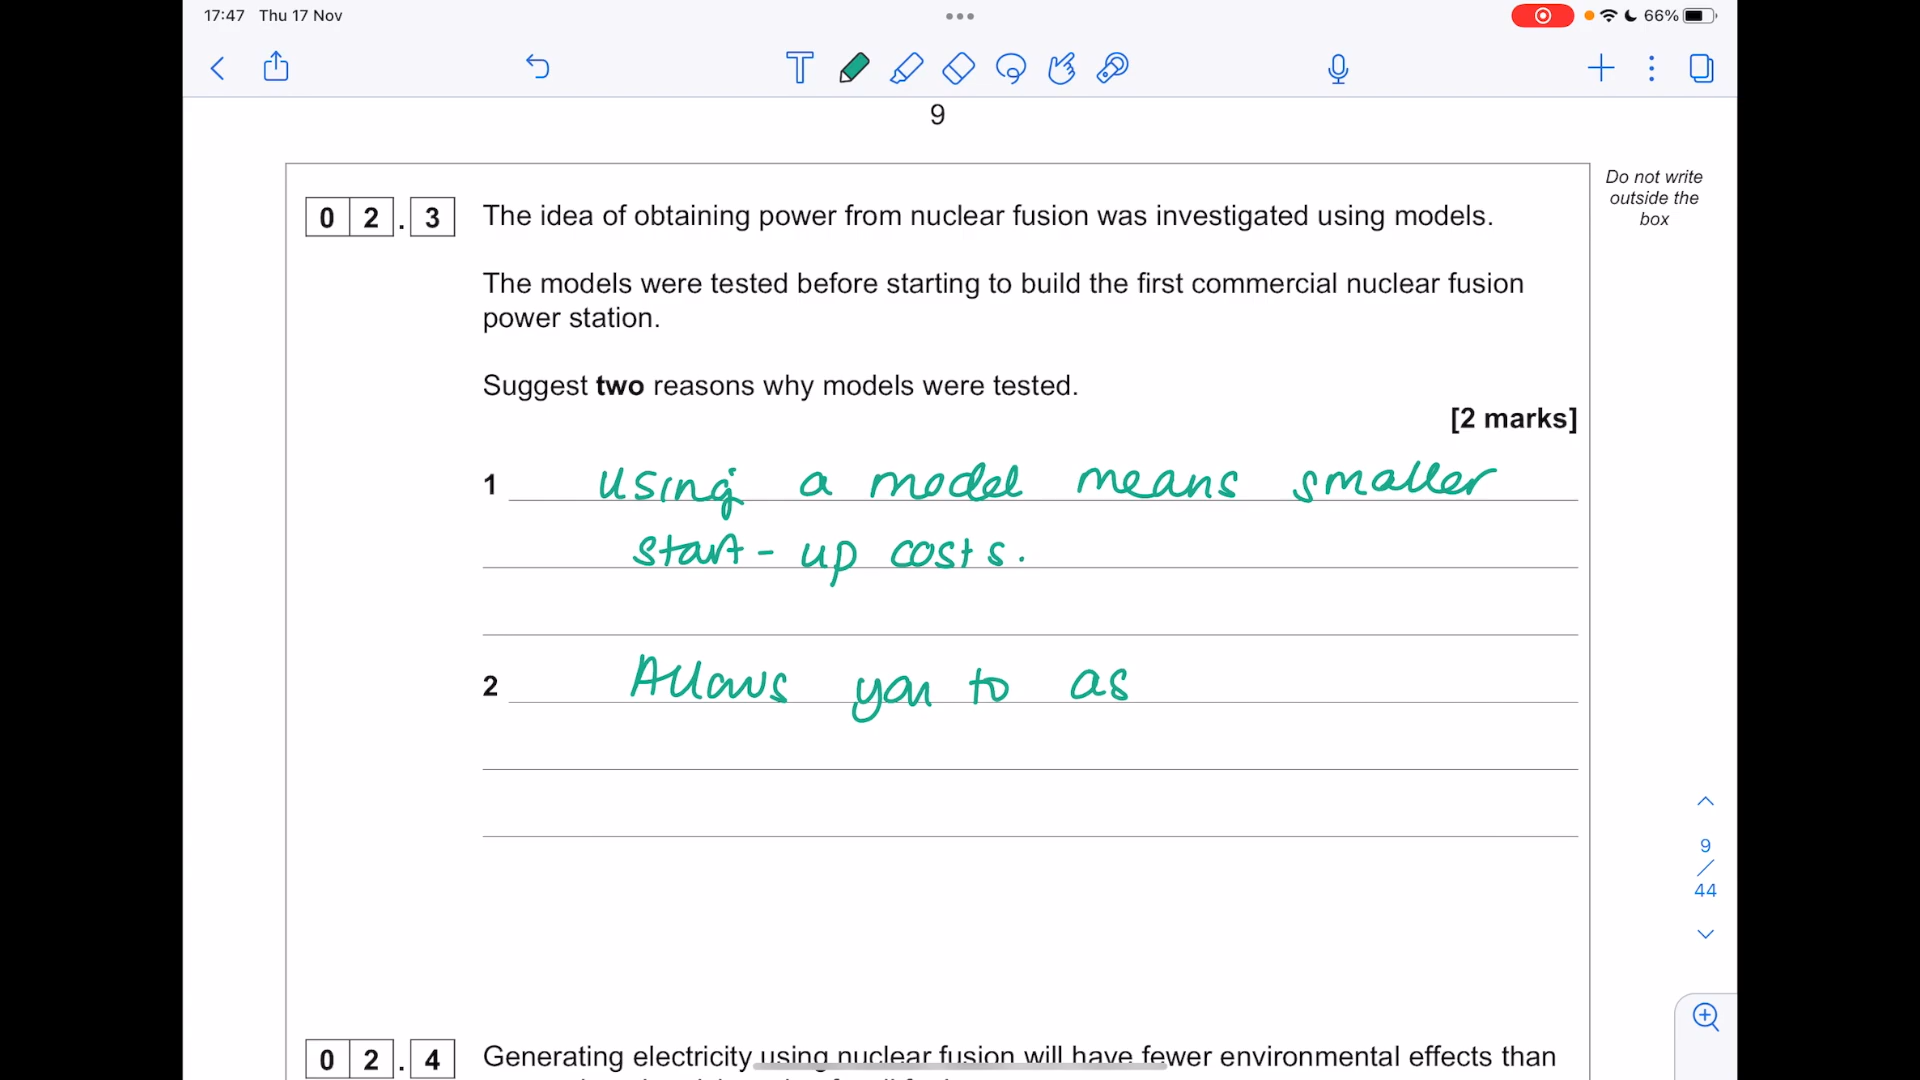 17:47 Thu 17 Nov
66%
9
Do not write
outside the
box
0 2 . 3 The idea of obtaining power from nuclear fusion was investigated using models.
The models were tested before starting to build the first commercial nuclear fusion
power station.
Suggest two reasons why models were tested.
[2 marks]
1 using a model means smaller
start-up costs.
2 Allows you to as
9
44
0 2 . 4 Generating electricity using nuclear fusion will have fewer environmental effects than